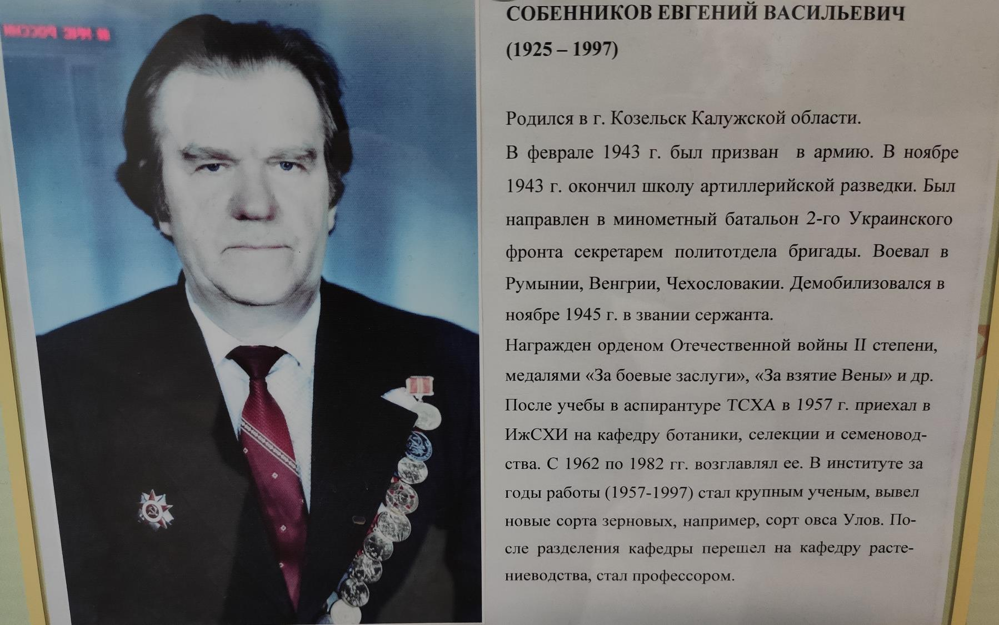 СОБЕННИКОВ ЕВГЕНИЙ ВАСИЛЬЕВИЧ
(1925 – 1997)
Родился в г. Козельск Калужской области.
В феврале 1943 г. был призван в армию. В ноябре
1943 г. окончил школу артиллерийской разведки. Был
направлен в минометный батальон 2-го Украинского
фронта секретарем политотдела бригады. Воевал в
Румынии, Венгрии, Чехословакии. Демобилизовался в
ноябре 1945 г. в звании сержанта.
Награжден орденом Отечественной войны II степени,
медалями «За боевые заслуги», «За взятие Вены» и др.
После учебы в аспирантуре ТСХА в 1957 г. приехал в
ИжСХИ на кафедру ботаники, селекции и семеновод-
ства. С 1962 по 1982 гг. возглавлял ее. В институте за
годы работы (1957-1997) стал крупным ученым, вывел
новые сорта зерновых, например, сорт овса Улов. По-
сле разделения кафедры перешел на кафедру расте-
ниеводства, стал профессором.